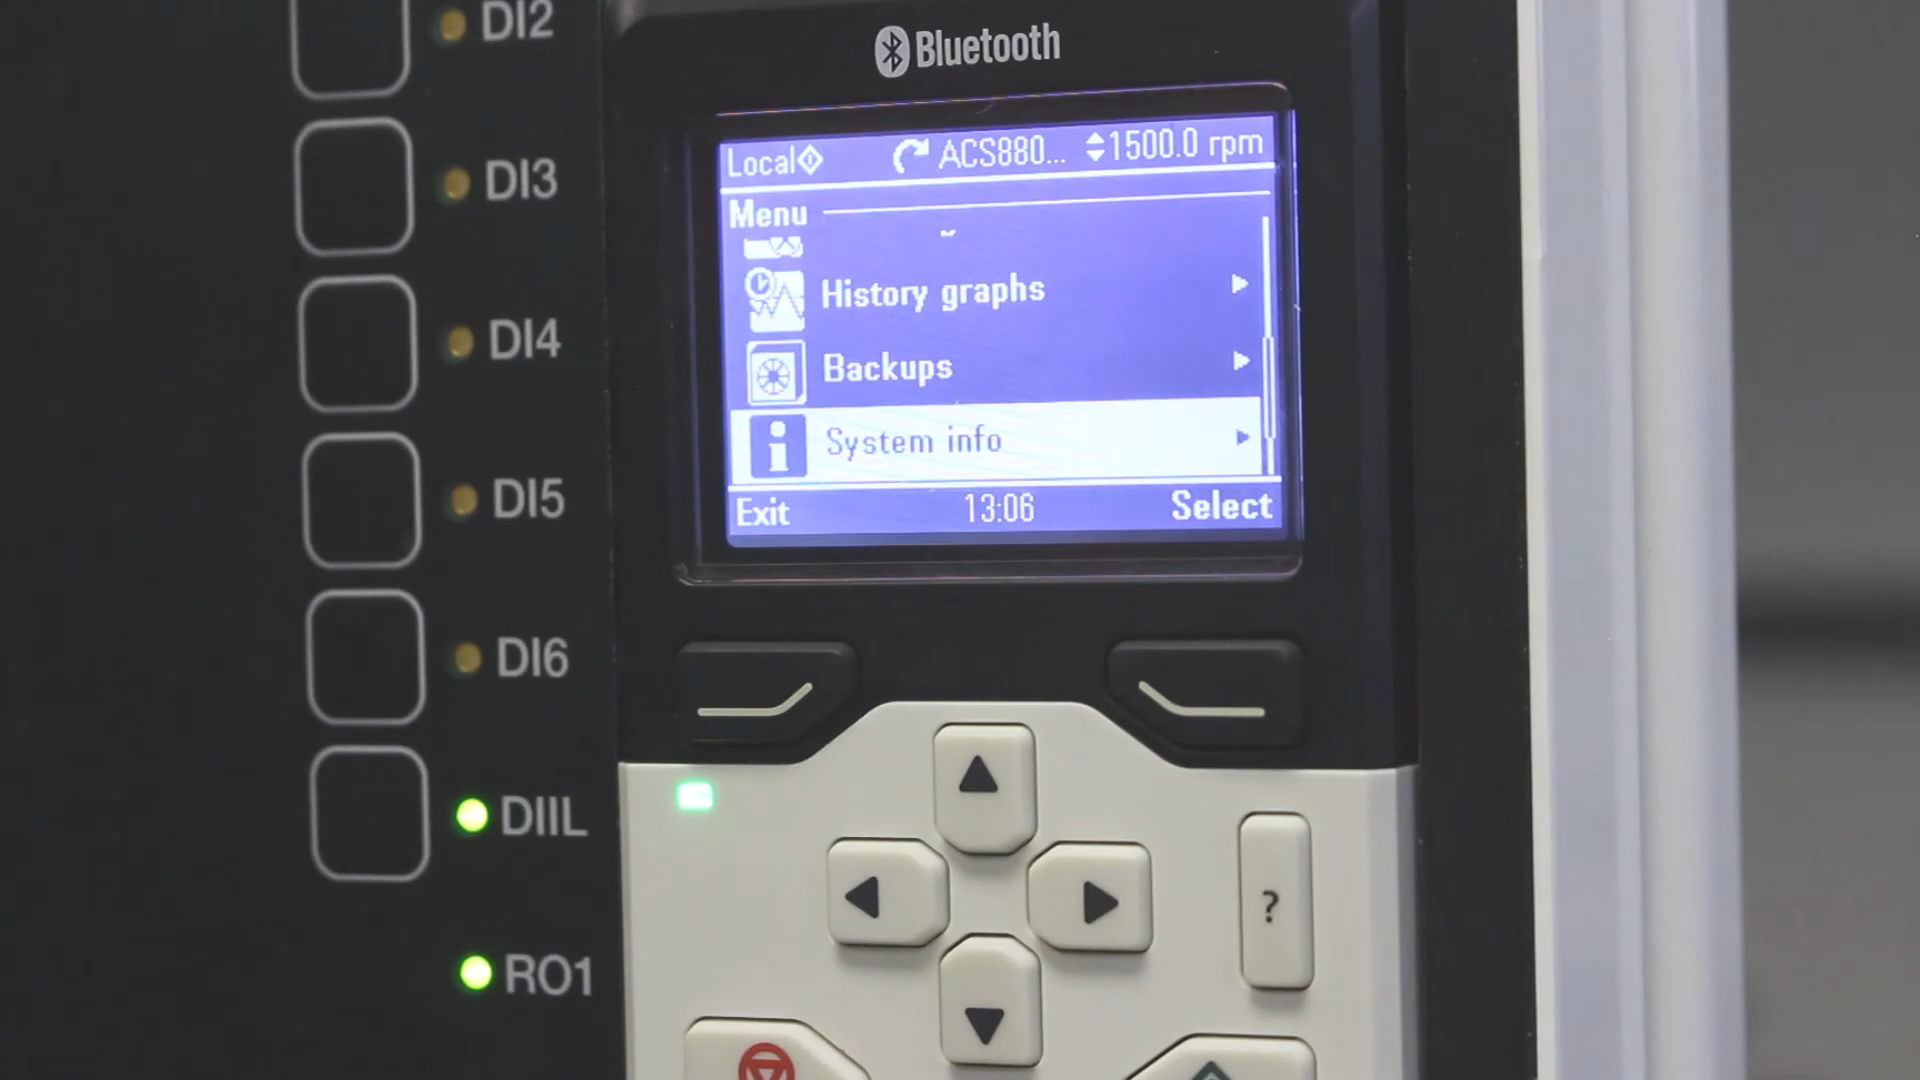 DI2
DI3
DI4
DI5
DI6
DIIL
RO1
Bluetooth
Local ACS880... 1500.0 rpm
Menu
History graphs
Backups
System info
Exit 13:06 Select
?